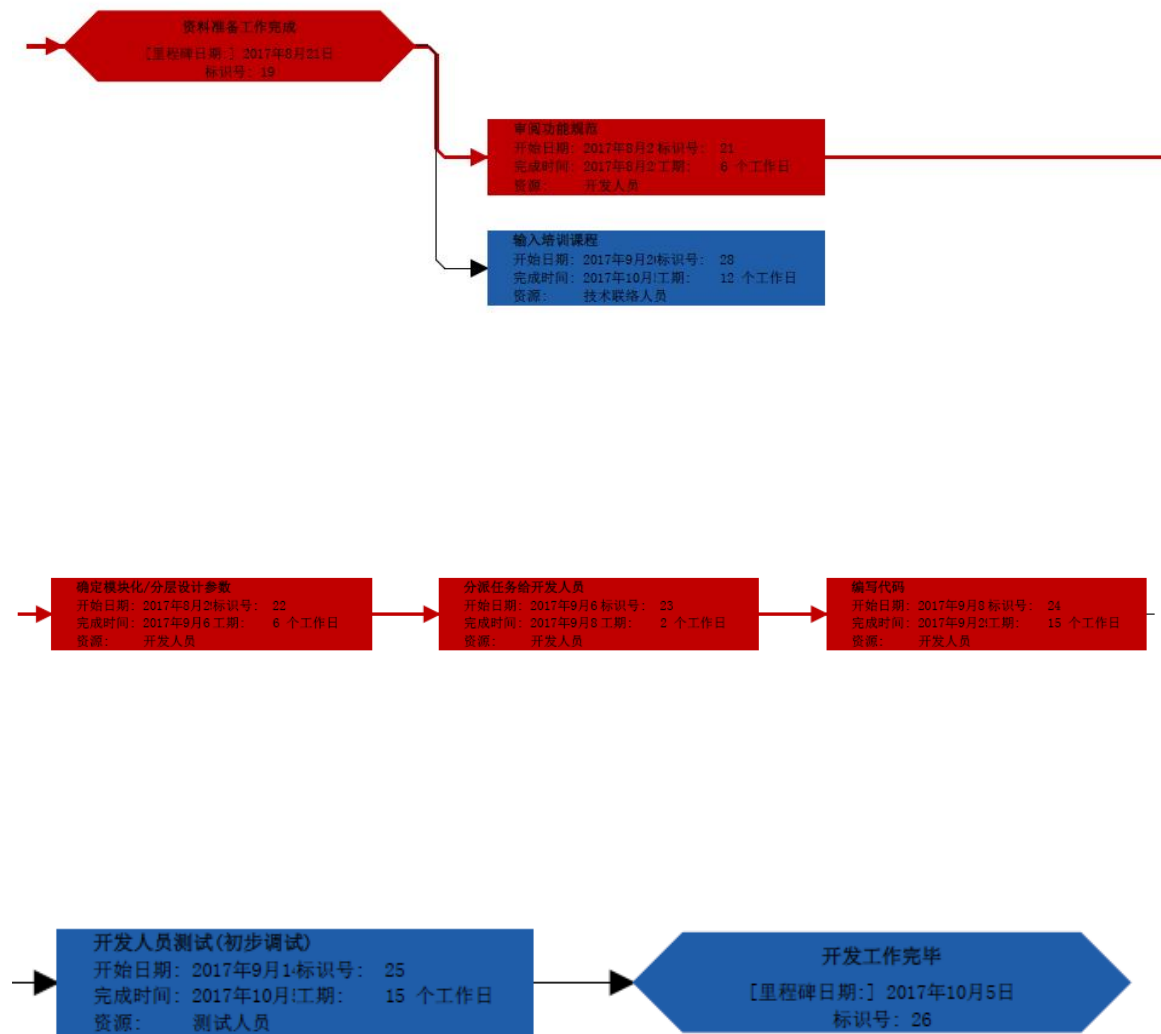 资料准备工作完成
[里程碑日期:] 2017年8月21日
标识号: 19
审阅功能规范
开始日期: 2017年8月2 标识号: 21
完成时间: 2017年8月2 工期: 6 个工作日
资源: 开发人员
输入培训课程
开始日期: 2017年9月2 标识号: 28
完成时间: 2017年10月 工期: 12 个工作日
资源: 技术联络人员
确定模块化/分层设计参数
开始日期: 2017年8月2 标识号: 22
完成时间: 2017年9月6 工期: 6 个工作日
资源: 开发人员
分派任务给开发人员
开始日期: 2017年9月6 标识号: 23
完成时间: 2017年9月8 工期: 2 个工作日
资源: 开发人员
编写代码
开始日期: 2017年9月8 标识号: 24
完成时间: 2017年9月2 工期: 15 个工作日
资源: 开发人员
开发人员测试(初步调试)
开始日期: 2017年9月1 标识号: 25
完成时间: 2017年10月 工期: 15 个工作日
资源: 测试人员
开发工作完毕
[里程碑日期:] 2017年10月5日
标识号: 26